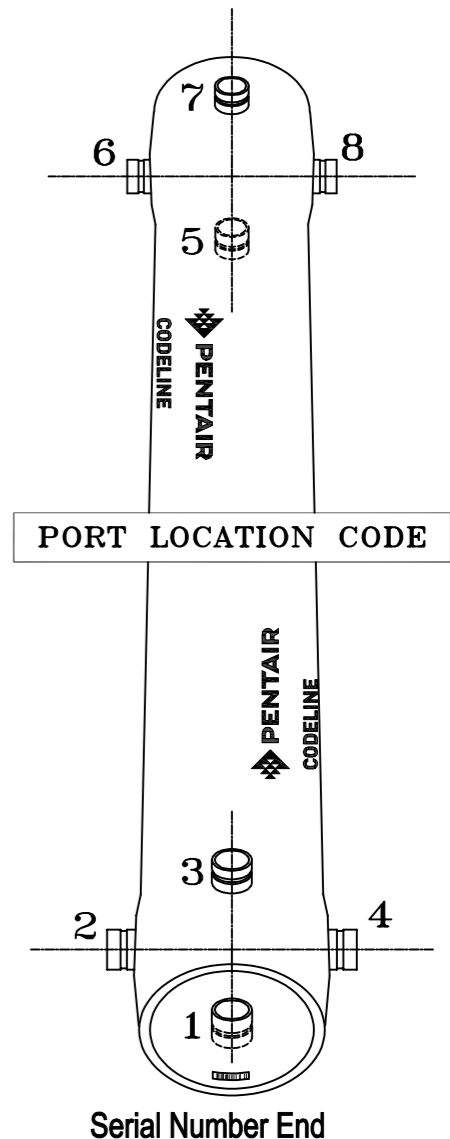 7
6
8
5
CODELINE
PENTAIR
PORT LOCATION CODE
PENTAIR
CODELINE
3
2
4
1
Serial Number End